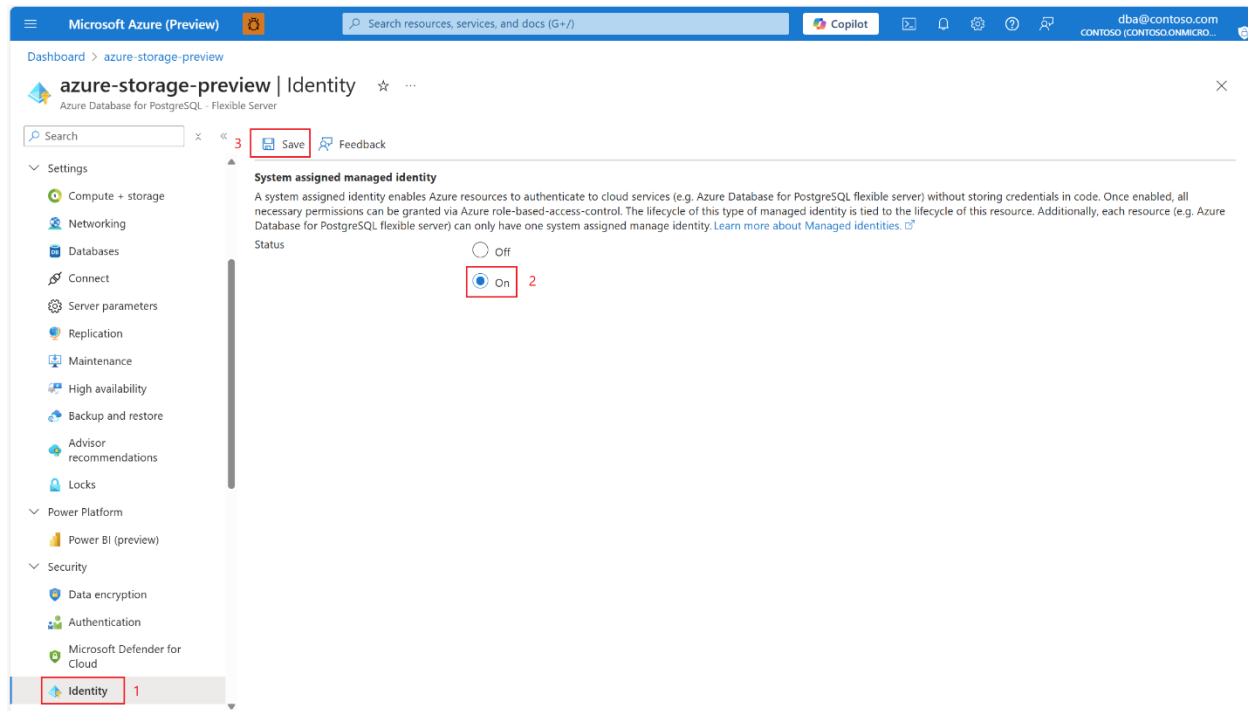 Microsoft Azure (Preview)
Search resources, services, and docs (G+/)
Copilot
dba@contoso.com
CONTOSO (CONTOSO.ONMICRO...
Dashboard > azure-storage-preview
azure-storage-preview | Identity
Azure Database for PostgreSQL - Flexible Server
Search
3
Save
Feedback
Settings
Compute + storage
Networking
Databases
Connect
Server parameters
Replication
Maintenance
High availability
Backup and restore
Advisor
recommendations
Locks
Power Platform
Power BI (preview)
Security
Data encryption
Authentication
Microsoft Defender for
Cloud
Identity
1
System assigned managed identity
A system assigned identity enables Azure resources to authenticate to cloud services (e.g. Azure Database for PostgreSQL flexible server) without storing credentials in code. Once enabled, all
necessary permissions can be granted via Azure role-based-access-control. The lifecycle of this type of managed identity is tied to the lifecycle of this resource. Additionally, each resource (e.g. Azure
Database for PostgreSQL flexible server) can only have one system assigned manage identity. Learn more about Managed identities.
Status
Off
On
2